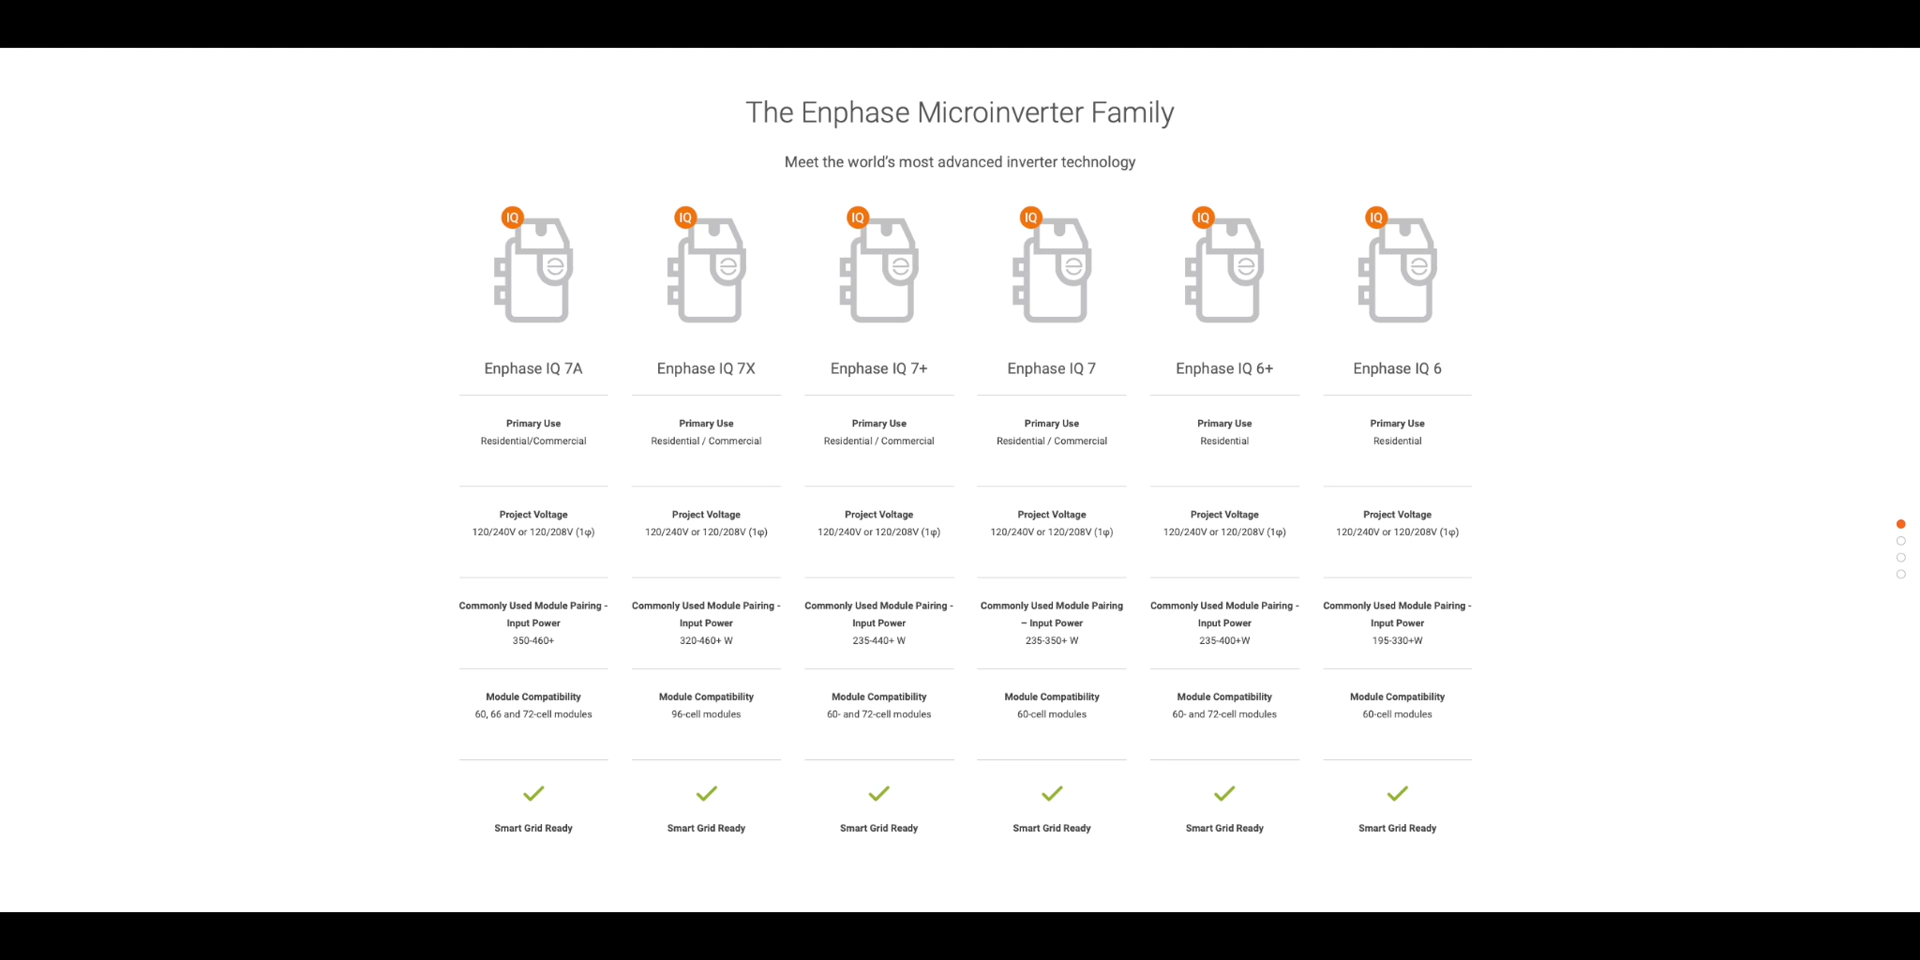 The Enphase Microinverter Family
Meet the world's most advanced inverter technology
IQ IQ IQ IQ IQ IQ
Enphase IQ 7A
Primary Use
Residential/Commercial
Project Voltage
120/240V or 120/208V (1φ)
Commonly Used Module Pairing -
Input Power
350-460+
Module Compatibility
60, 66 and 72-cell modules
Smart Grid Ready
Enphase IQ 7X
Primary Use
Residential / Commercial
Project Voltage
120/240V or 120/208V (1φ)
Commonly Used Module Pairing -
Input Power
320-460+ W
Module Compatibility
96-cell modules
Smart Grid Ready
Enphase IQ 7+
Primary Use
Residential / Commercial
Project Voltage
120/240V or 120/208V (1φ)
Commonly Used Module Pairing -
Input Power
235-440+ W
Module Compatibility
60- and 72-cell modules
Smart Grid Ready
Enphase IQ 7
Primary Use
Residential / Commercial
Project Voltage
120/240V or 120/208V (1φ)
Commonly Used Module Pairing
– Input Power
235-350+ W
Module Compatibility
60-cell modules
Smart Grid Ready
Enphase IQ 6+
Primary Use
Residential
Project Voltage
120/240V or 120/208V (1φ)
Commonly Used Module Pairing -
Input Power
235-400+W
Module Compatibility
60- and 72-cell modules
Smart Grid Ready
Enphase IQ 6
Primary Use
Residential
Project Voltage
120/240V or 120/208V (1φ)
Commonly Used Module Pairing -
Input Power
195-330+W
Module Compatibility
60-cell modules
Smart Grid Ready